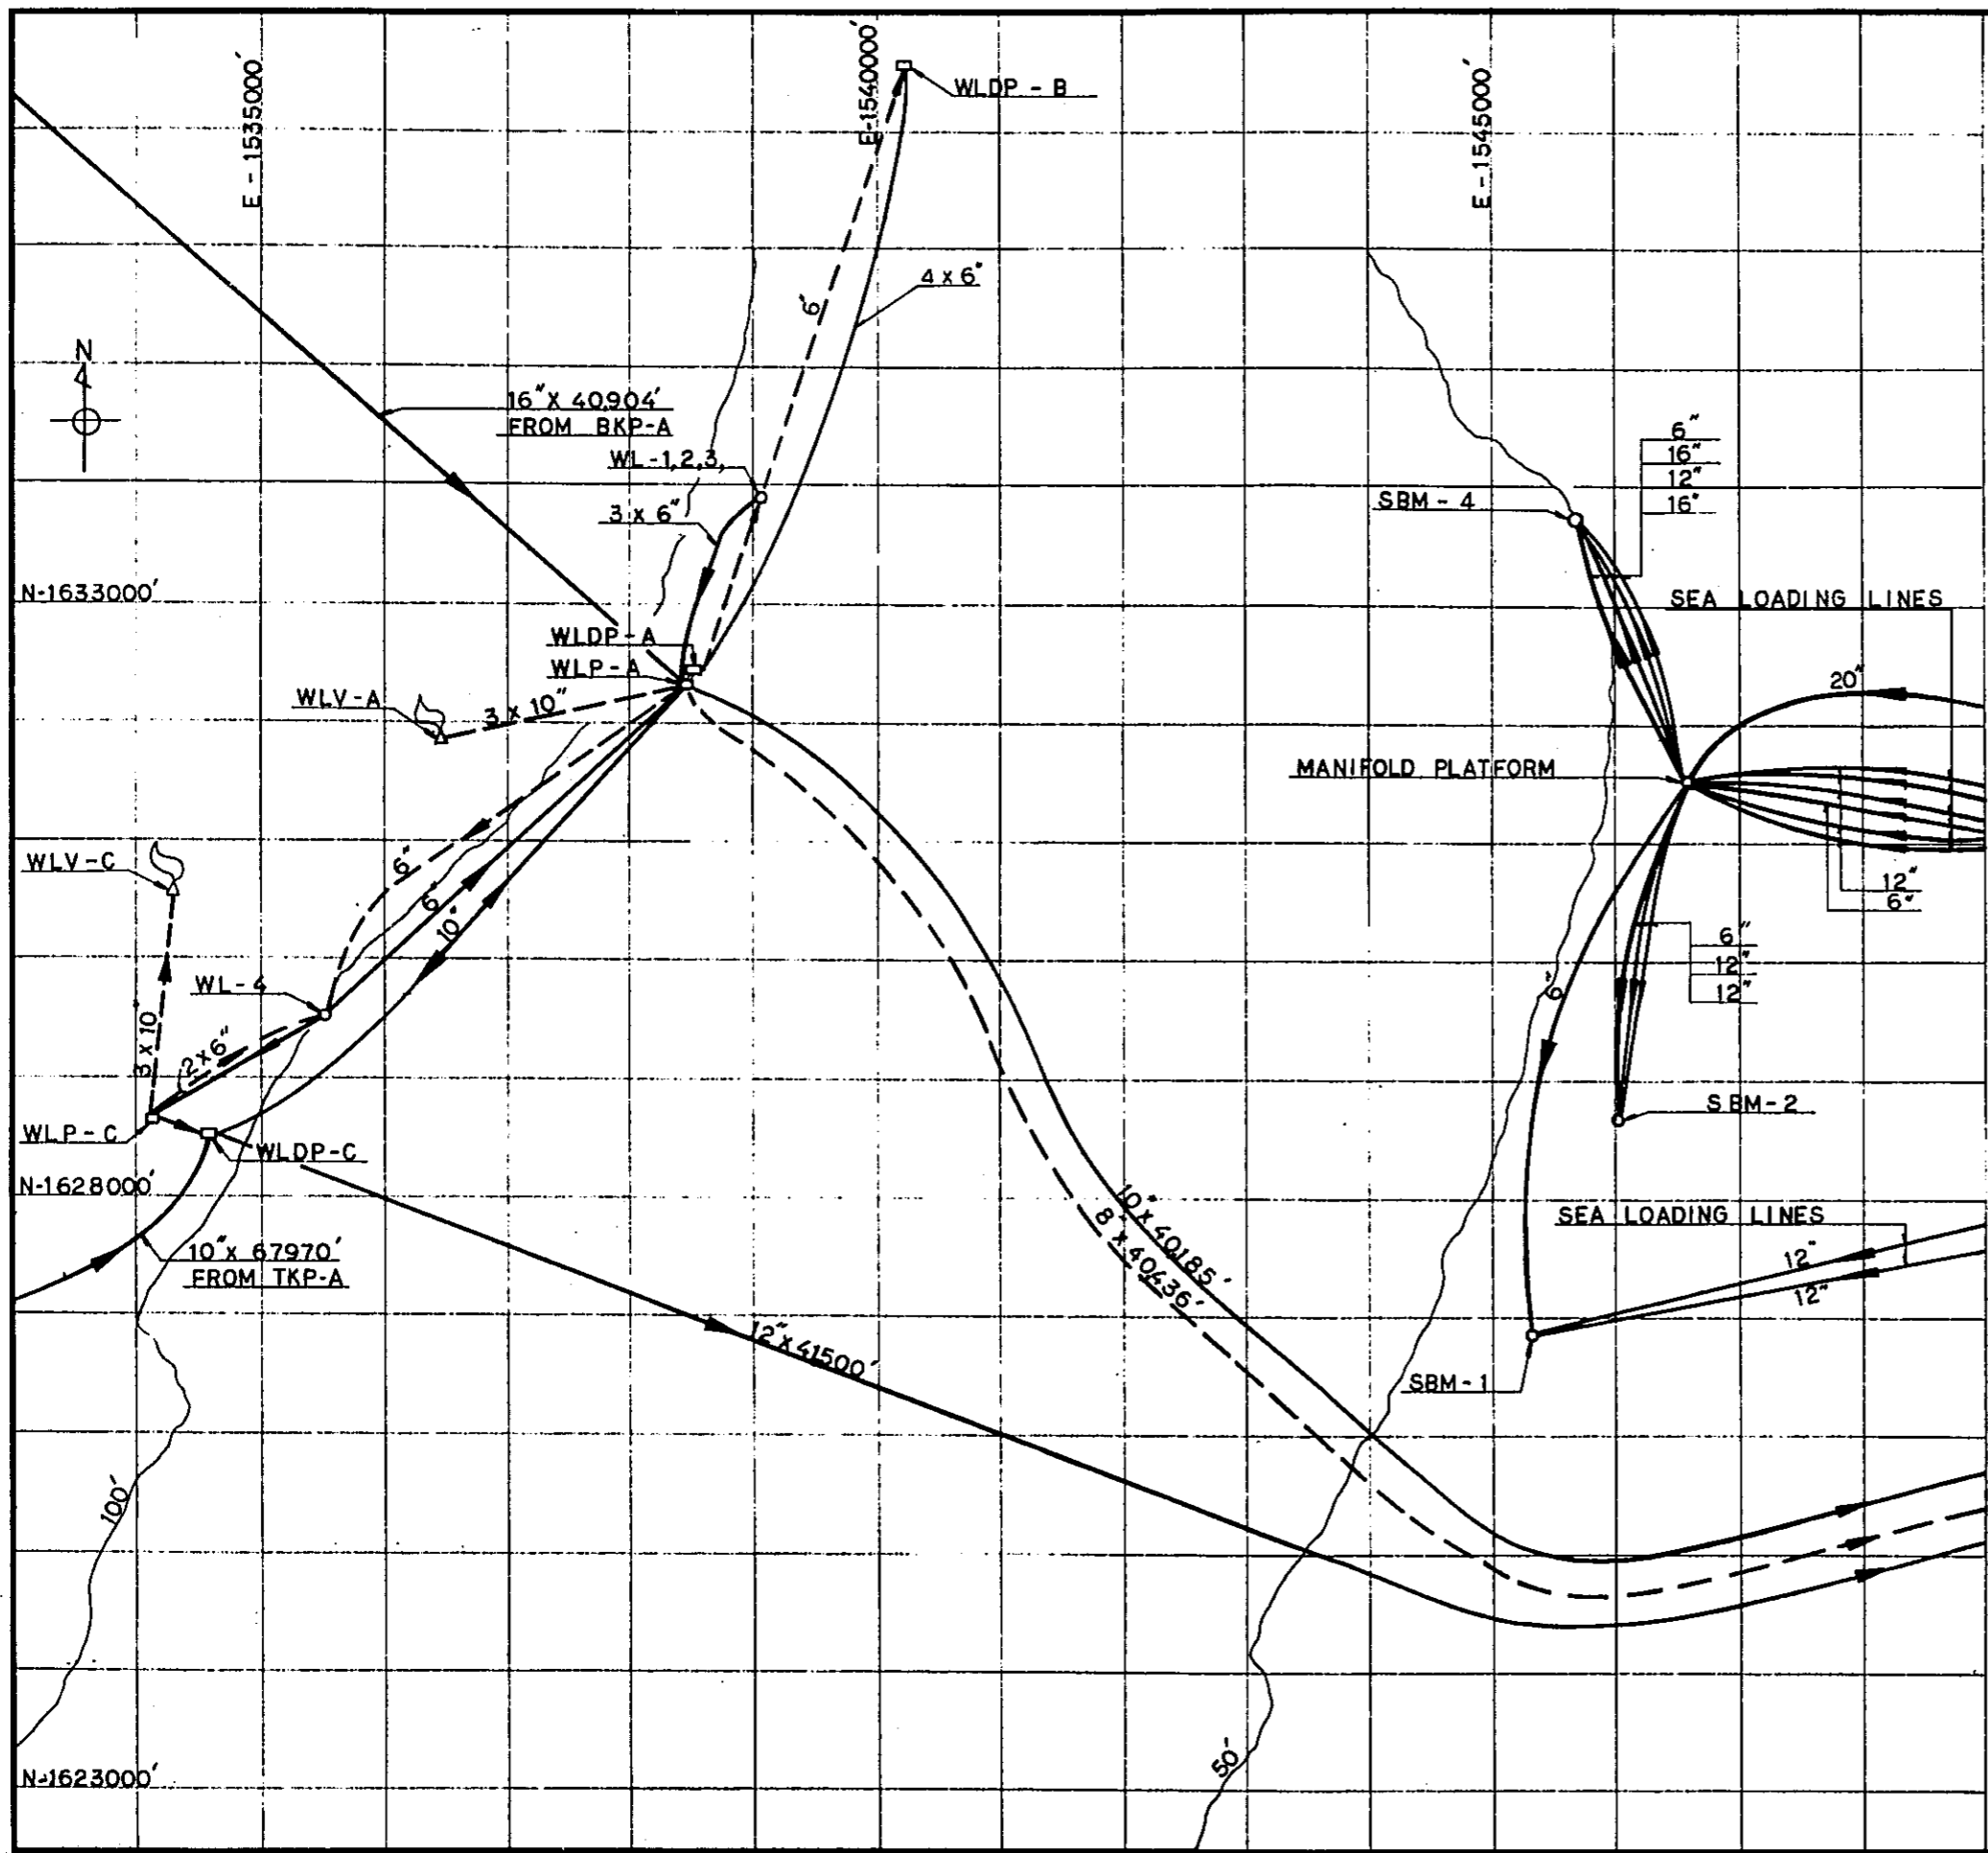 E - 1535000'
E-1540000'
E - 1545000'
WLDP - B
4 x 6"
6'
N
16" X 40,904'
FROM BKP-A
WL-1,2,3,
3 x 6"
6"
16"
12"
16"
SBM - 4
N-1633000'
SEA LOADING LINES
WLDP-A
WLP-A
WLV-A
3 x 10"
20"
MANIFOLD PLATFORM
WLV-C
6"
6"
10"
12"
6"
6"
12"
12"
WL-4
6"
3 x 10
2 x 6"
SBM-2
WLP-C
WLDP-C
N-1628000'
10" x 40,185'
8" x 40436'
SEA LOADING LINES
12"
12"
10" x 67970'
FROM TKP-A
12" x 41500'
SBM-1
100'
50'
N-1623000'